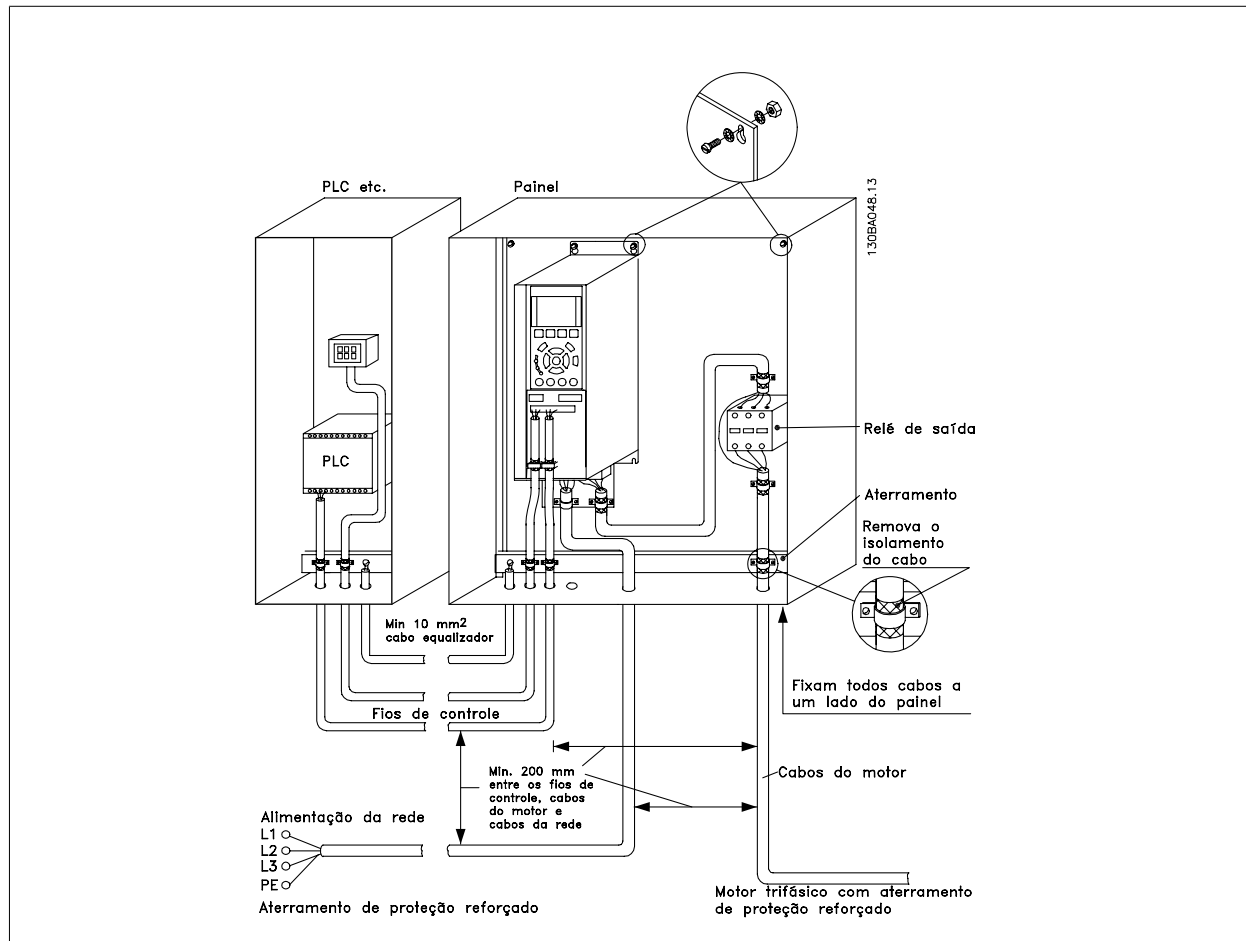 PLC etc.
Painel
130BA048.13
PLC
Relé de saída
Aterramento
Remova o
isolamento
do cabo
Min 10 mm²
cabo equalizador
Fios de controle
Fixam todos cabos a
um lado do painel
Min. 200 mm
entre os fios de
controle, cabos
do motor e
cabos da rede
Cabos do motor
Alimentação da rede
L1
L2
L3
PE
Aterramento de proteção reforçado
Motor trifásico com aterramento
de proteção reforçado